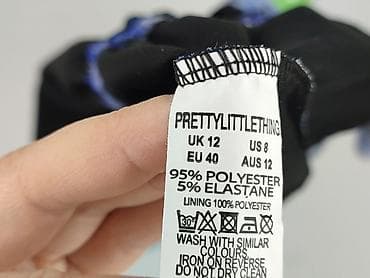 PRETTYLITTLETHING
UK 12 US 8
EU 40 AUS 12
95% POLYESTER
5% ELASTANE
LINING 100% POLYESTER
30°
WASH WITH SIMILAR
COLOURS
IRON ON REVERSE
DO NOT DRY CLEAN